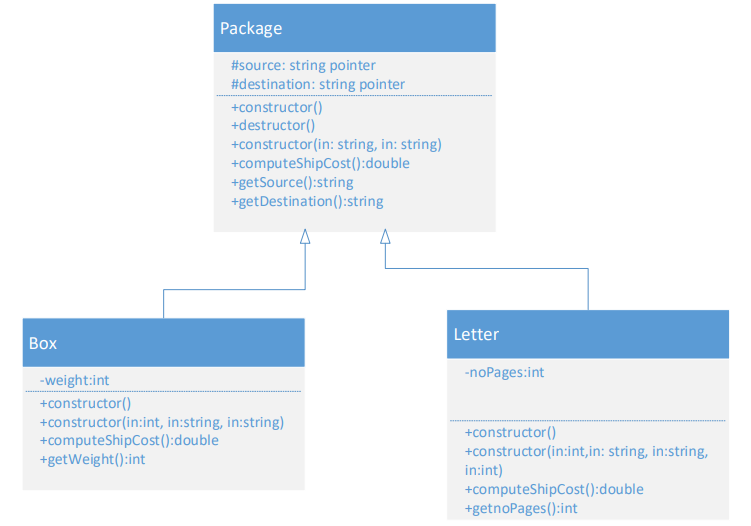 Package
#source: string pointer
#destination: string pointer
+constructor()
+destructor()
+constructor(in: string, in: string)
+computeShipCost():double
+getSource():string
+getDestination():string
Box
-weight:int
+constructor()
+constructor(in:int, in:string, in:string)
+computeShipCost():double
+getWeight():int
Letter
-noPages:int
+constructor()
+constructor(in:int,in: string, in:string,
in:int)
+computeShipCost():double
+getnoPages():int